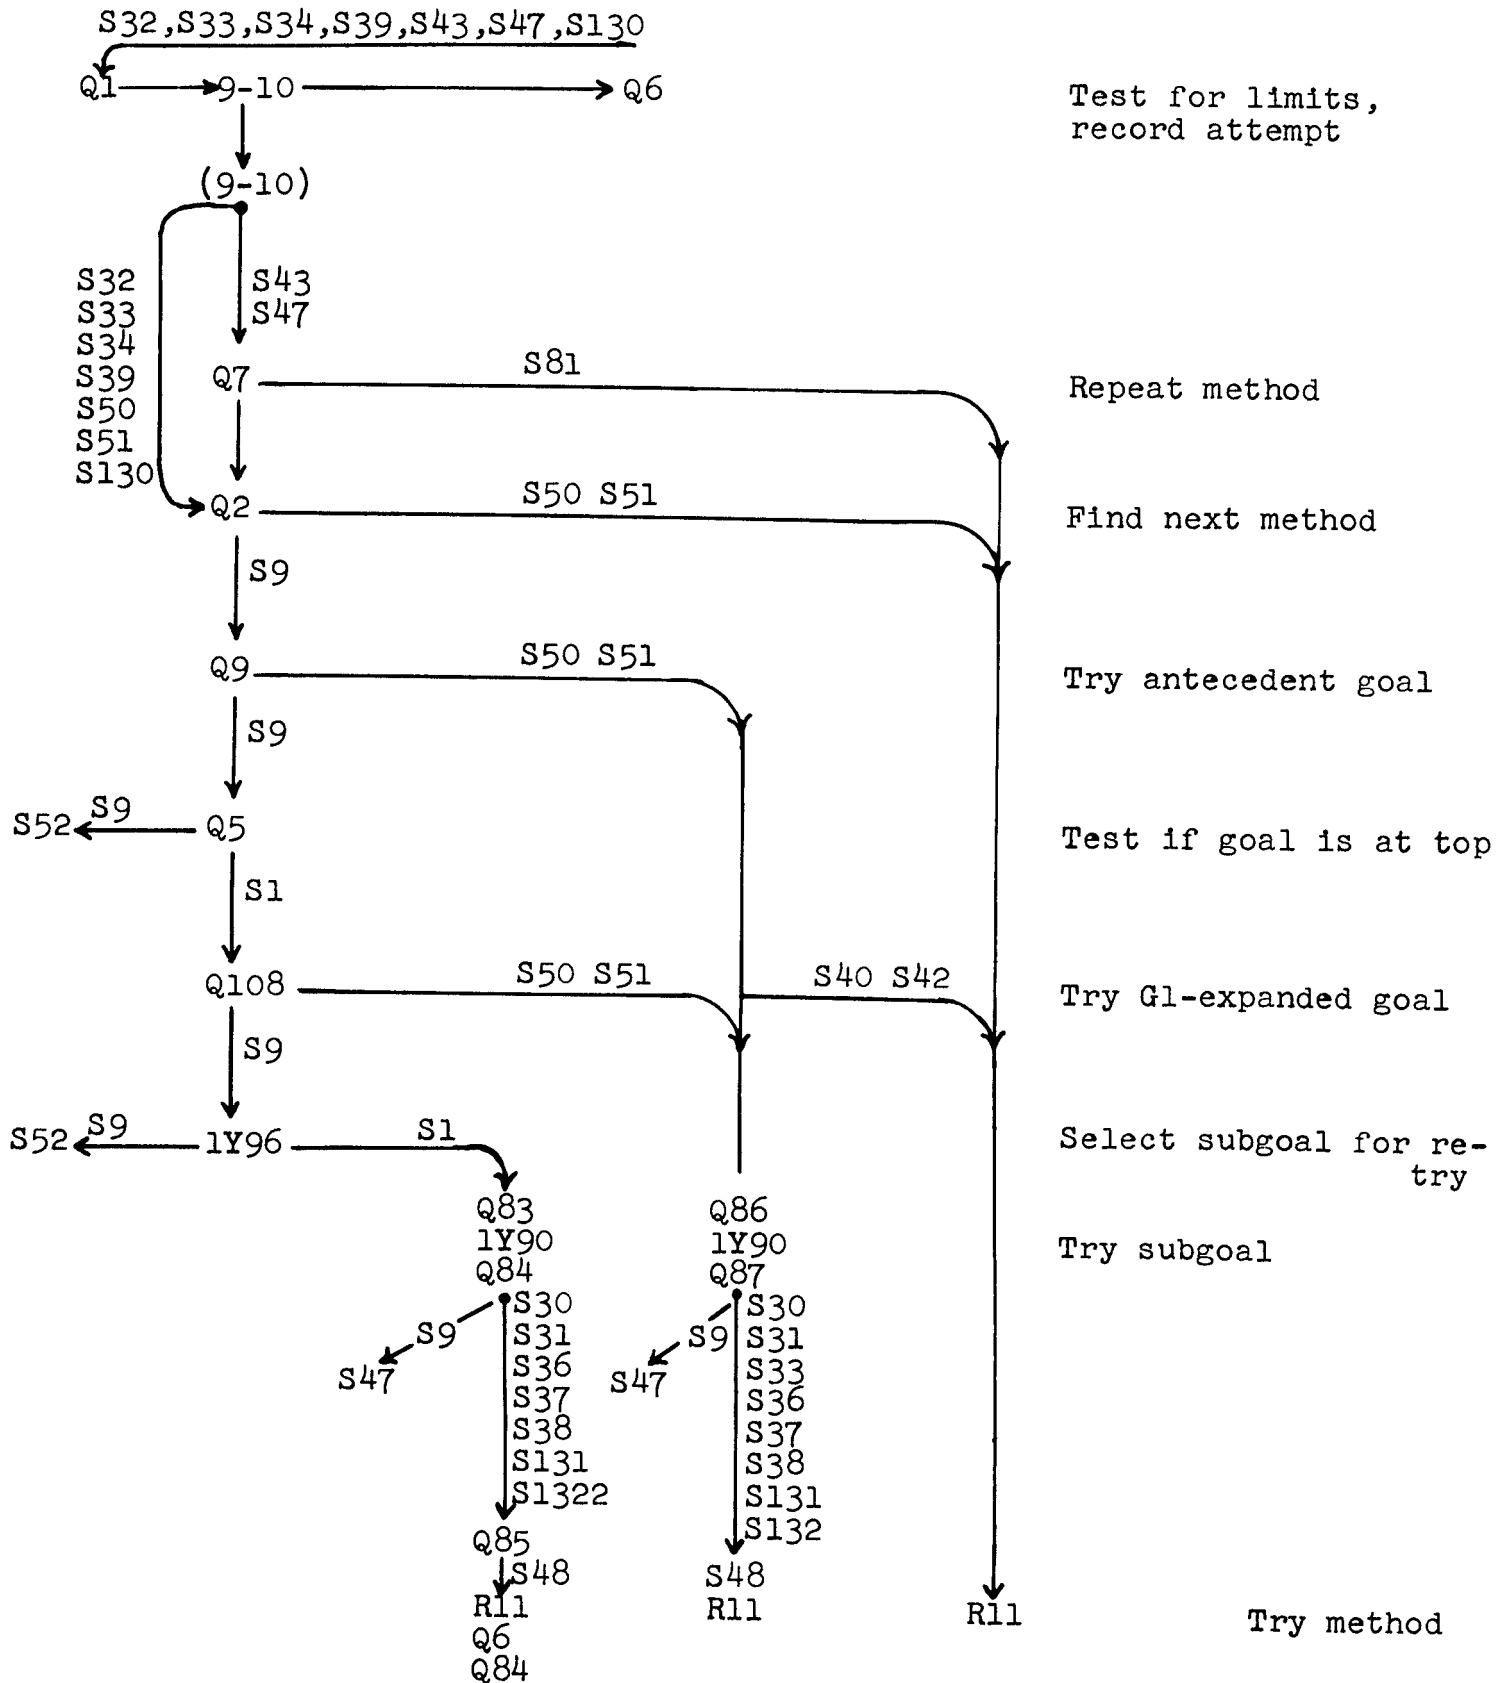 S32,S33,S34,S39,S43,S47,S130
Q1 9-10 Q6
Test for limits,
record attempt
(9-10)
S32
S33
S34
S39
S50
S51
S130
S43
S47
Q7 S81
Repeat method
Q2 S50 S51
Find next method
S9
Q9 S50 S51
Try antecedent goal
S9
S52 S9 Q5
Test if goal is at top
S1
Q108 S50 S51 S40 S42
Try G1-expanded goal
S9
S52 S9 1Y96 S1
Select subgoal for re-
try
Q83
1Y90
Q84
Q86
1Y90
Q87
Try subgoal
S9
S47
S30
S31
S36
S37
S38
S131
S1322
S9
S47
S30
S31
S33
S36
S37
S38
S131
S132
Q85
S48
R11
Q6
Q84
S48
R11
R11
Try method